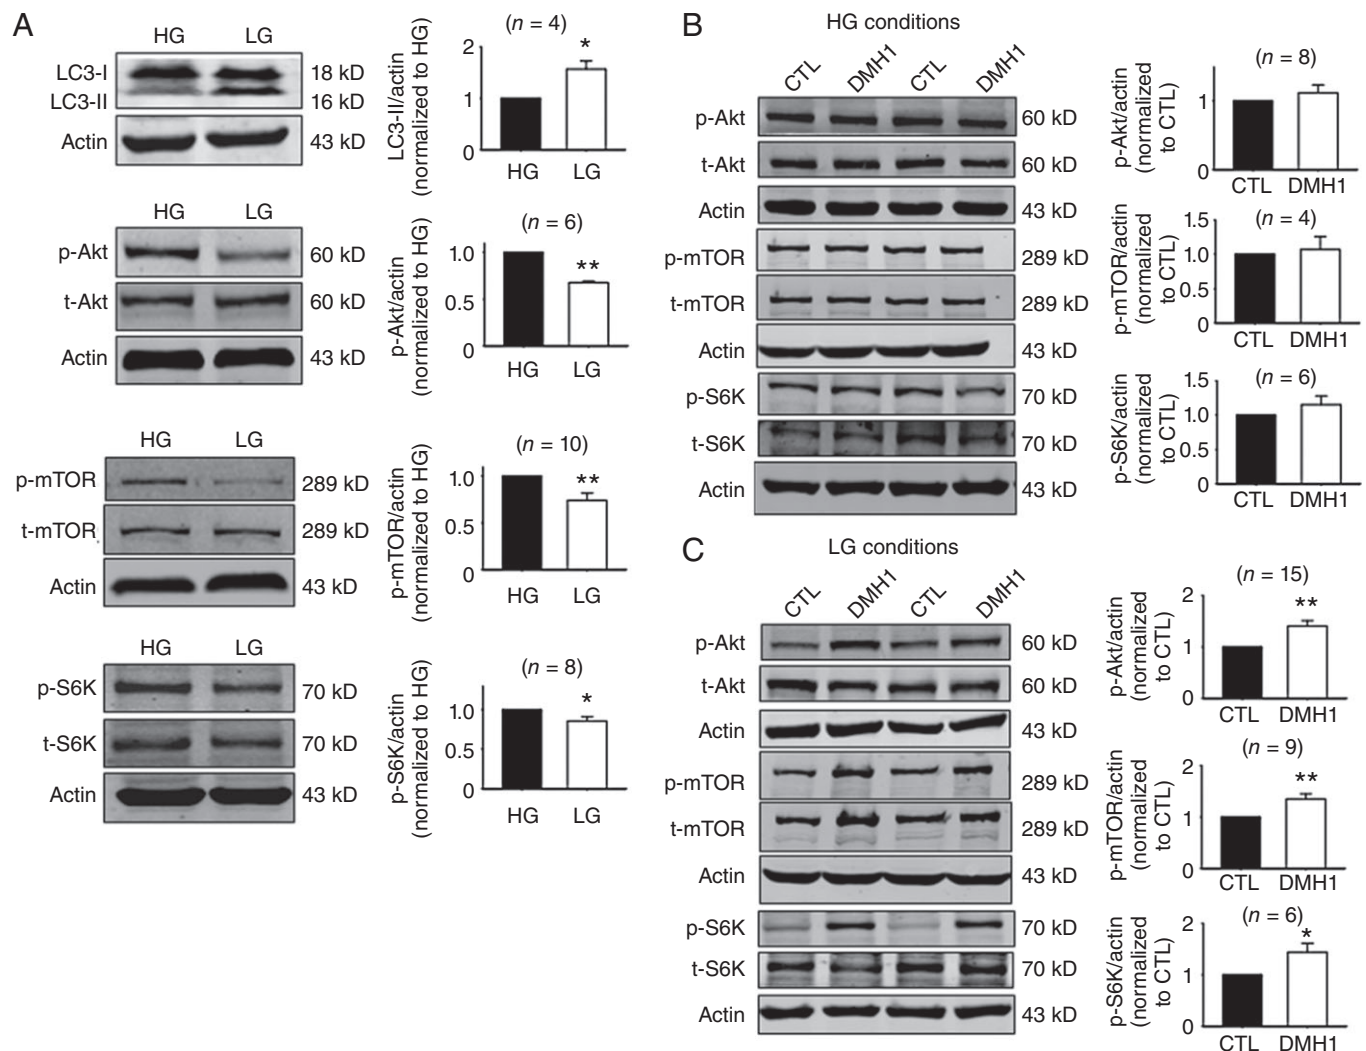 A
HG LG
LC3-I 18 kD
LC3-II 16 kD
Actin 43 kD
(n = 4)
LC3-II/actin
(normalized to HG)
2
*
1
0
HG LG
HG LG
p-Akt 60 kD
t-Akt 60 kD
Actin 43 kD
(n = 6)
p-Akt/actin
(normalized to HG)
1.0
**
0.5
0
HG LG
HG LG
p-mTOR 289 kD
t-mTOR 289 kD
Actin 43 kD
(n = 10)
p-mTOR/actin
(normalized to HG)
1.0
**
0.5
0
HG LG
HG LG
p-S6K 70 kD
t-S6K 70 kD
Actin 43 kD
(n = 8)
p-S6K/actin
(normalized to HG)
1.0
*
0.5
0
HG LG
B
HG conditions
CTL DMH1 CTL DMH1
p-Akt 60 kD
t-Akt 60 kD
Actin 43 kD
p-mTOR 289 kD
t-mTOR 289 kD
Actin 43 kD
p-S6K 70 kD
t-S6K 70 kD
Actin 43 kD
(n = 8)
p-Akt/actin
(normalized
to CTL)
1
0
CTL DMH1
(n = 4)
p-mTOR/actin
(normalized
to CTL)
1.5
1.0
0.5
0
CTL DMH1
(n = 6)
p-S6K/actin
(normalized
to CTL)
1.5
1.0
0.5
0
CTL DMH1
C
LG conditions
CTL DMH1 CTL DMH1
p-Akt 60 kD
t-Akt 60 kD
Actin 43 kD
p-mTOR 289 kD
t-mTOR 289 kD
Actin 43 kD
p-S6K 70 kD
t-S6K 70 kD
Actin 43 kD
(n = 15)
p-Akt/actin
(normalized
to CTL)
2
**
1
0
CTL DMH1
(n = 9)
p-mTOR/actin
(normalized
to CTL)
2
**
1
0
CTL DMH1
(n = 6)
p-S6K/actin
(normalized
to CTL)
2
*
1
0
CTL DMH1